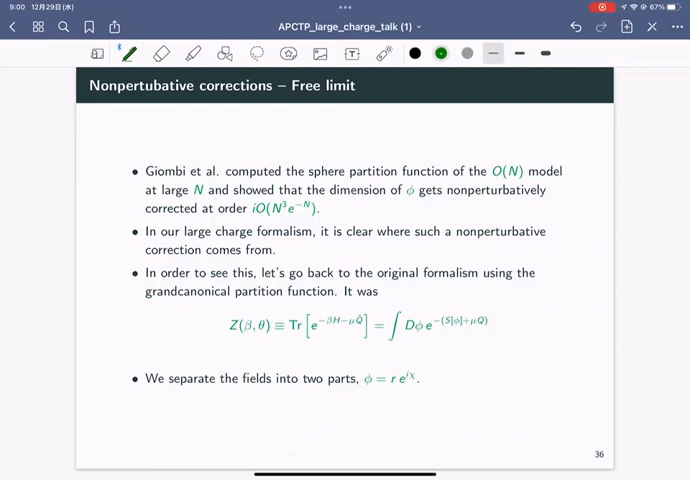 9:00 12月29日(水)
67%
APCTP_large_charge_talk (1)
Nonpertubative corrections – Free limit
• Giombi et al. computed the sphere partition function of the O(N) model
at large N and showed that the dimension of ϕ gets nonperturbatively
corrected at order iO(N³e⁻ᴺ).
• In our large charge formalism, it is clear where such a nonperturbative
correction comes from.
• In order to see this, let's go back to the original formalism using the
grandcanonical partition function. It was
Z(β, θ) ≡ Tr[e^{−βH−μQ̂}] = ∫ Dϕ e^{−(S[ϕ]+μQ)}
• We separate the fields into two parts, ϕ = r e^{iχ}.
36